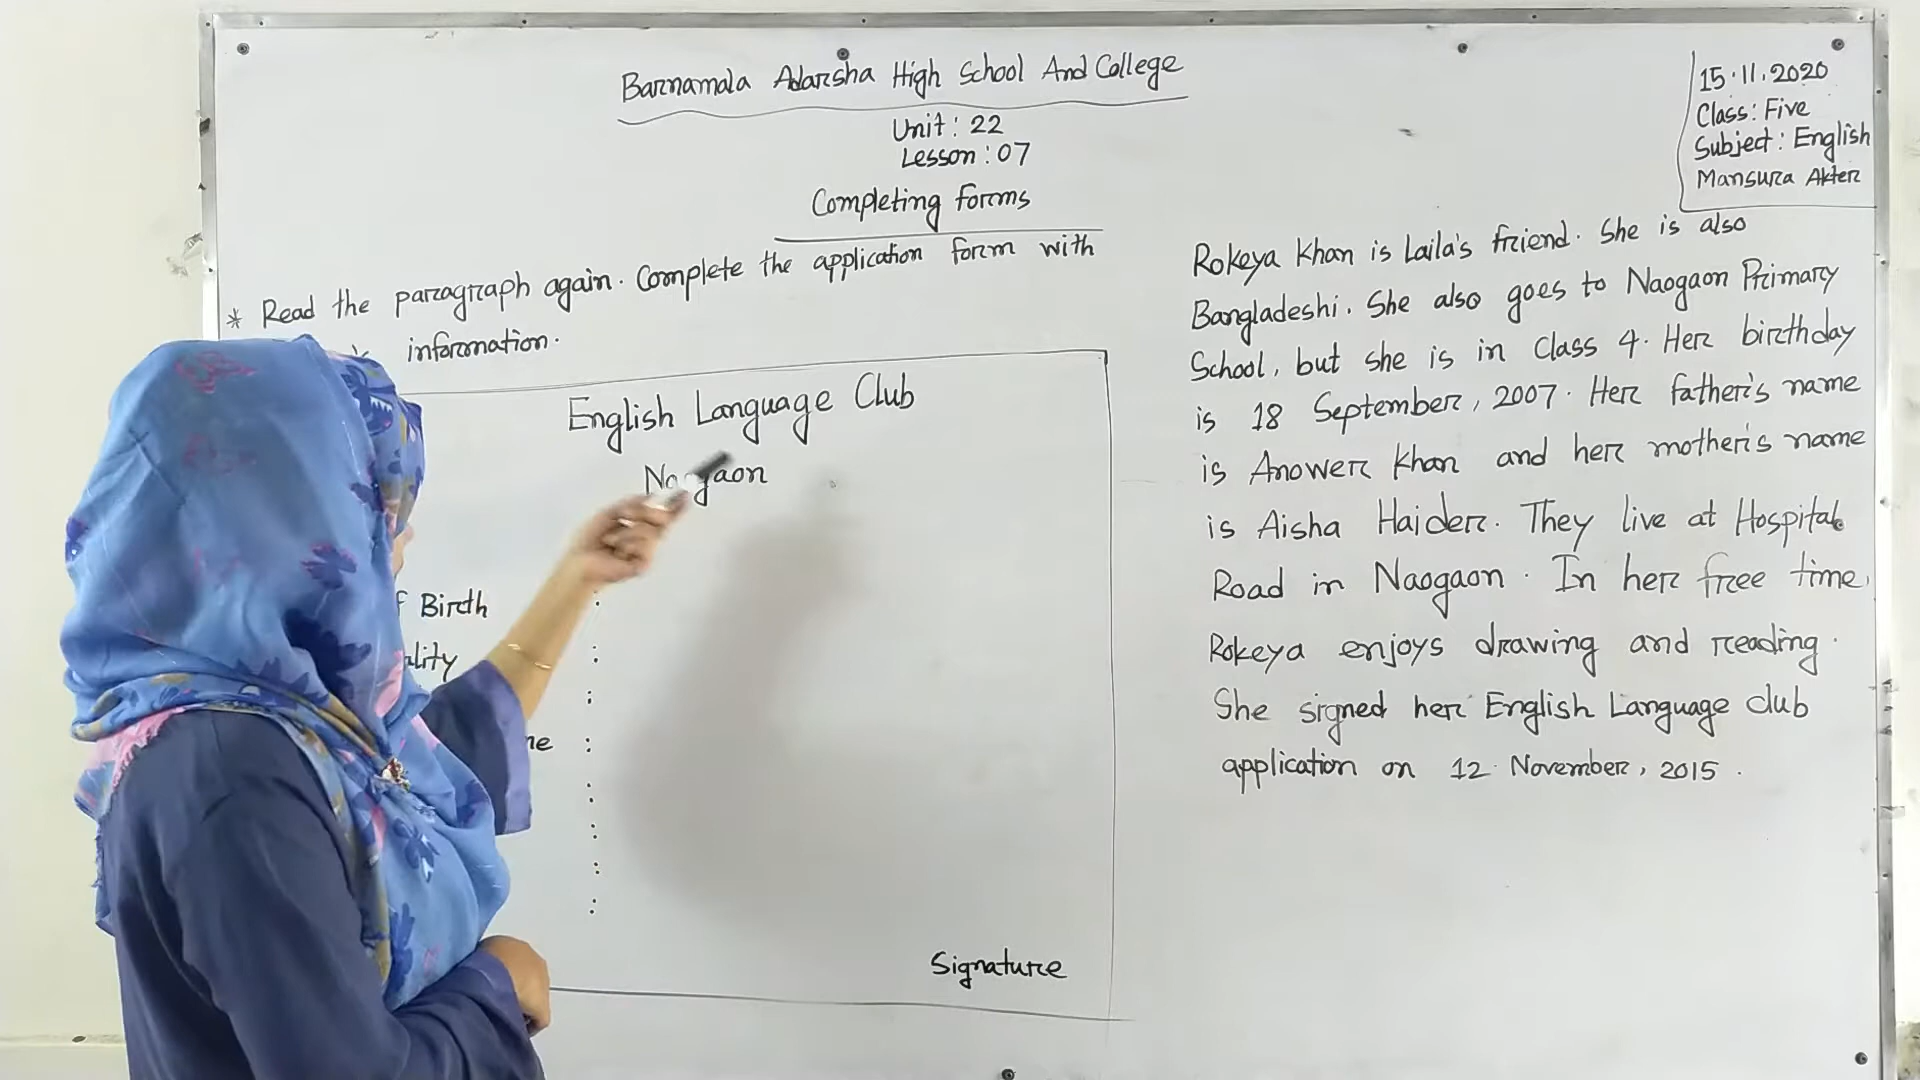 Barnamala Adarsha High School And College
Unit : 22
Lesson : 07
Completing Forms
15.11.2020
Class: Five
Subject: English
Mansura Akter
* Read the paragraph again. Complete the application form with
information.
English Language Club
Naogaon
Birth :
:
:
:
:
:
:
:
Signature
Rokeya Khan is Laila's friend. She is also
Bangladeshi. She also goes to Naogaon Primary
School, but she is in Class 4. Her birthday
is 18 September, 2007. Her father's name
is Anower Khan and her mother's name
is Aisha Haider. They live at Hospital
Road in Naogaon. In her free time,
Rokeya enjoys drawing and reading.
She signed her English Language club
application on 12 November, 2015.